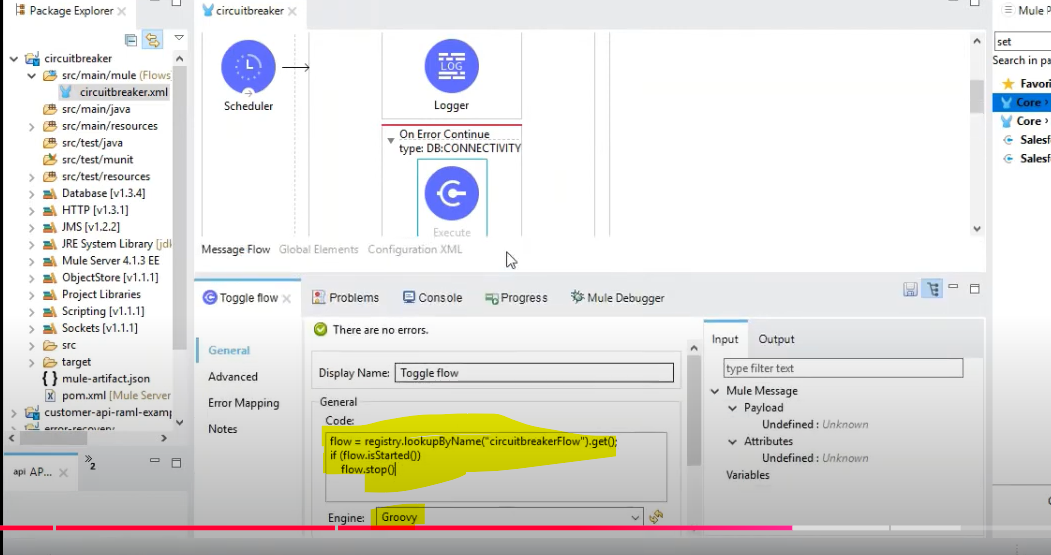 Package Explorer
circuitbreaker
src/main/mule (Flows
circuitbreaker.xml
src/main/java
src/main/resources
src/test/java
src/test/munit
src/test/resources
Database [v1.3.4]
HTTP [v1.3.1]
JMS [v1.2.2]
JRE System Library [jdk
Mule Server 4.1.3 EE
ObjectStore [v1.1.1]
Project Libraries
Scripting [v1.1.1]
Sockets [v1.1.1]
src
target
mule-artifact.json
pom.xml [Mule Server
customer-api-raml-examp
error-recovery
api AP...
2
circuitbreaker
Scheduler
LOG
Logger
On Error Continue
type: DB:CONNECTIVITY
Execute
Message Flow Global Elements Configuration XML
Toggle flow Problems Console Progress Mule Debugger
There are no errors.
General
Advanced
Error Mapping
Notes
Display Name: Toggle flow
General
Code:
flow = registry.lookupByName("circuitbreakerFlow").get();
if (flow.isStarted())
flow.stop()
Engine: Groovy
Input Output
type filter text
Mule Message
Payload
Undefined : Unknown
Attributes
Undefined : Unknown
Variables
Mule P
set
Search in pa
Favori
Core >
Core >
Salesf
Salesf